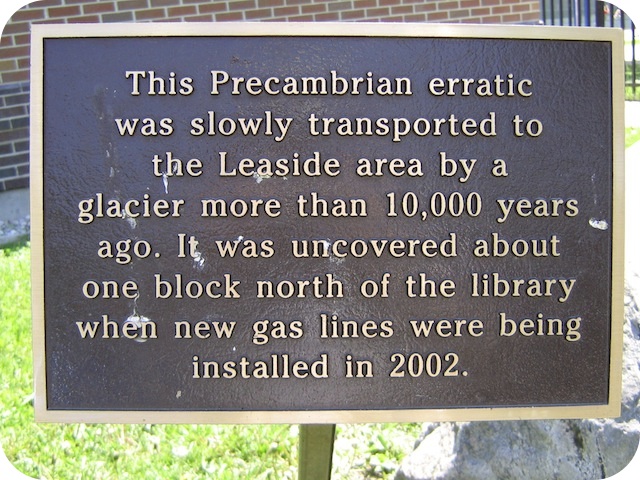 This Precambrian erratic
was slowly transported to
the Leaside area by a
glacier more than 10,000 years
ago. It was uncovered about
one block north of the library
when new gas lines were being
installed in 2002.